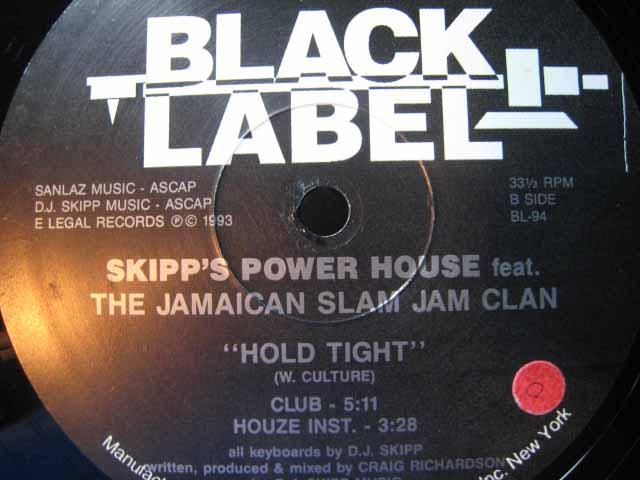 BLACK
LABEL
SANLAZ MUSIC - ASCAP
D.J. SKIPP MUSIC - ASCAP
E LEGAL RECORDS ℗© 1993
33⅓ RPM
B SIDE
BL-94
SKIPP'S POWER HOUSE feat.
THE JAMAICAN SLAM JAM CLAN
"HOLD TIGHT"
(W. CULTURE)
CLUB - 5:11
HOUZE INST. - 3:28
all keyboards by D.J. SKIPP
written, produced & mixed by CRAIG RICHARDSON
Inc. New York